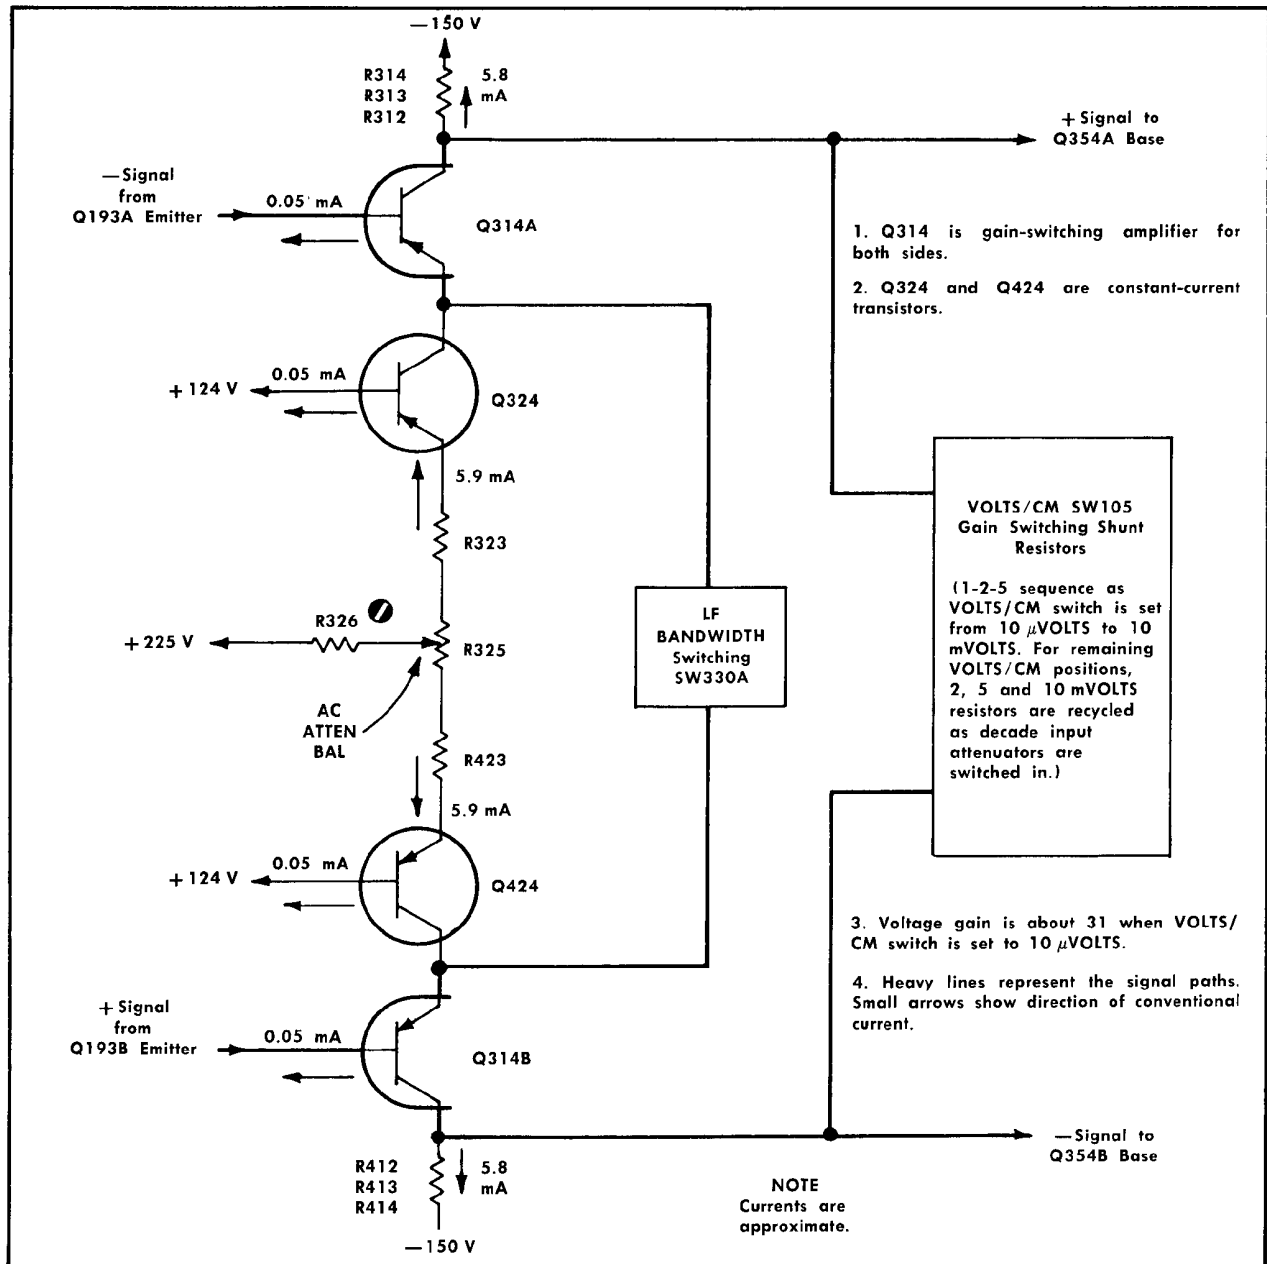 —150 V
R314
R313
R312
5.8
mA
+ Signal to
Q354A Base
—Signal
from
Q193A Emitter
0.05 mA
Q314A
1. Q314 is gain-switching amplifier for
both sides.
2. Q324 and Q424 are constant-current
transistors.
+ 124 V
0.05 mA
Q324
5.9 mA
R323
R326
+ 225 V
R325
AC
ATTEN
BAL
R423
5.9 mA
LF
BANDWIDTH
Switching
SW330A
VOLTS/CM SW105
Gain Switching Shunt
Resistors
(1-2-5 sequence as
VOLTS/CM switch is set
from 10 μVOLTS to 10
mVOLTS. For remaining
VOLTS/CM positions,
2, 5 and 10 mVOLTS
resistors are recycled
as decade input
attenuators are
switched in.)
+ 124 V
0.05 mA
Q424
3. Voltage gain is about 31 when VOLTS/
CM switch is set to 10 μVOLTS.
4. Heavy lines represent the signal paths.
Small arrows show direction of conventional
current.
+ Signal
from
Q193B Emitter
0.05 mA
Q314B
—Signal to
Q354B Base
R412
R413
R414
5.8
mA
—150 V
NOTE
Currents are
approximate.